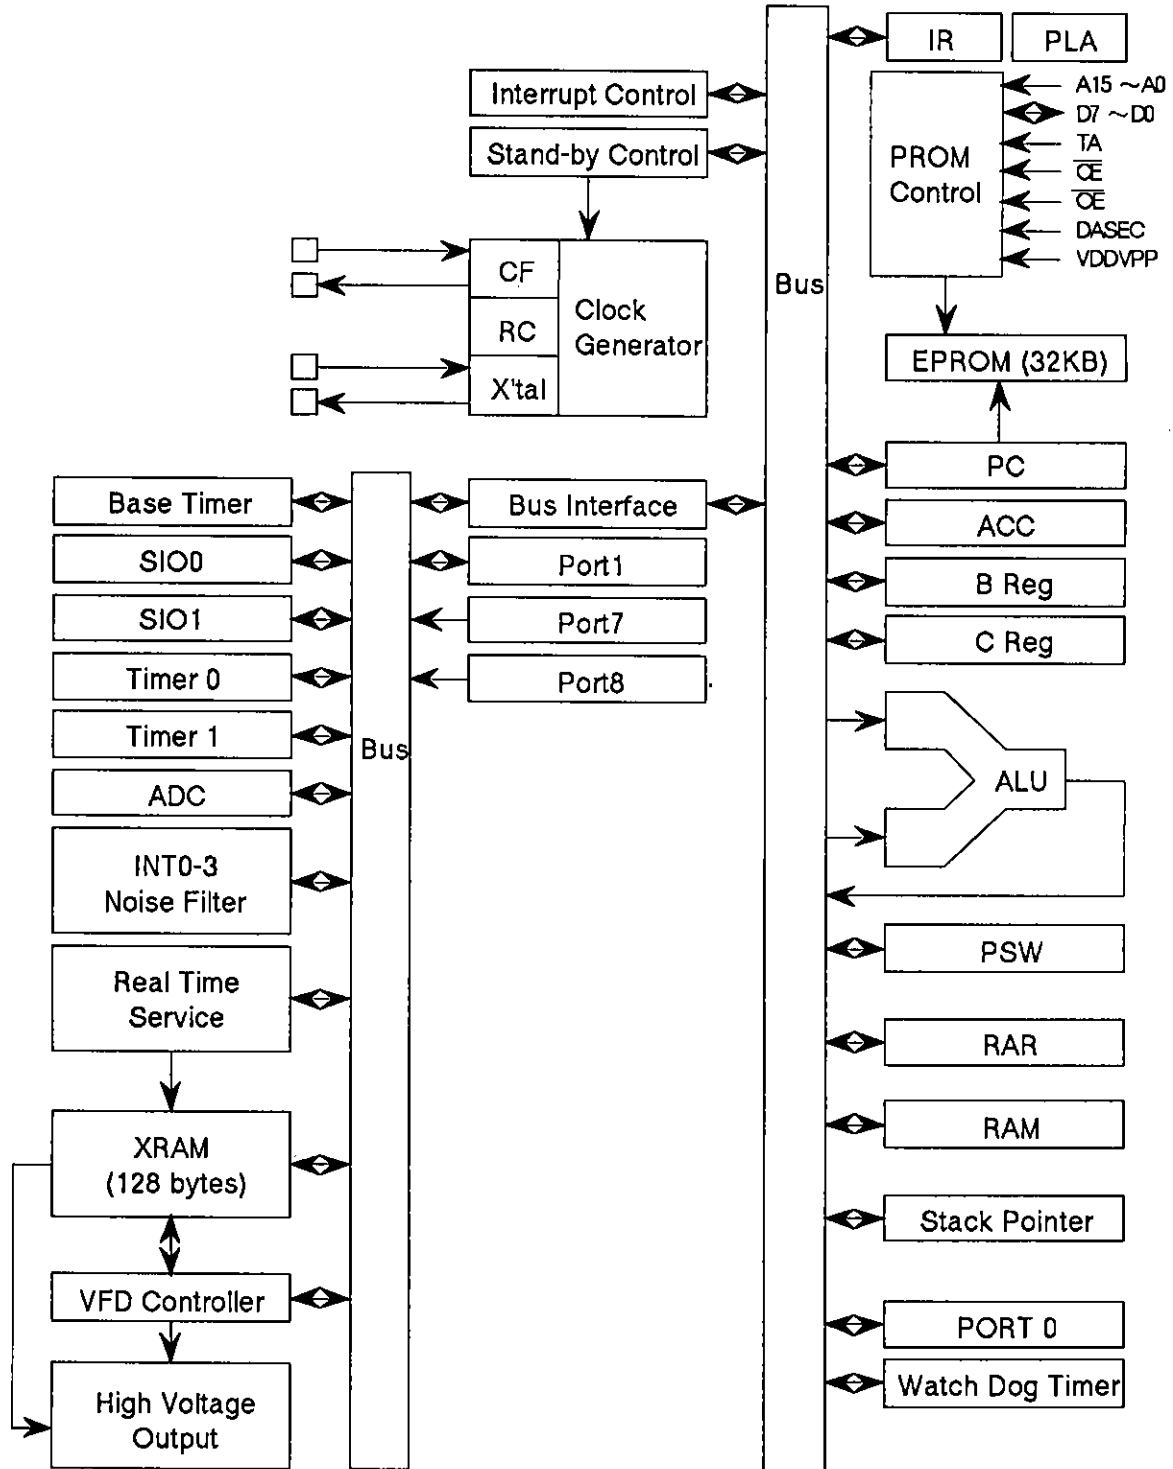 IR
PLA
Interrupt Control
Stand-by Control
A15 ~A0
D7 ~D0
TA
CE
OE
DASEC
VDDVPP
PROM
Control
CF
RC
X'tal
Clock
Generator
Bus
EPROM (32KB)
PC
ACC
B Reg
C Reg
Base Timer
SIO0
SIO1
Timer 0
Timer 1
ADC
INT0-3
Noise Filter
Real Time
Service
XRAM
(128 bytes)
VFD Controller
High Voltage
Output
Bus
Bus Interface
Port1
Port7
Port8
ALU
PSW
RAR
RAM
Stack Pointer
PORT 0
Watch Dog Timer